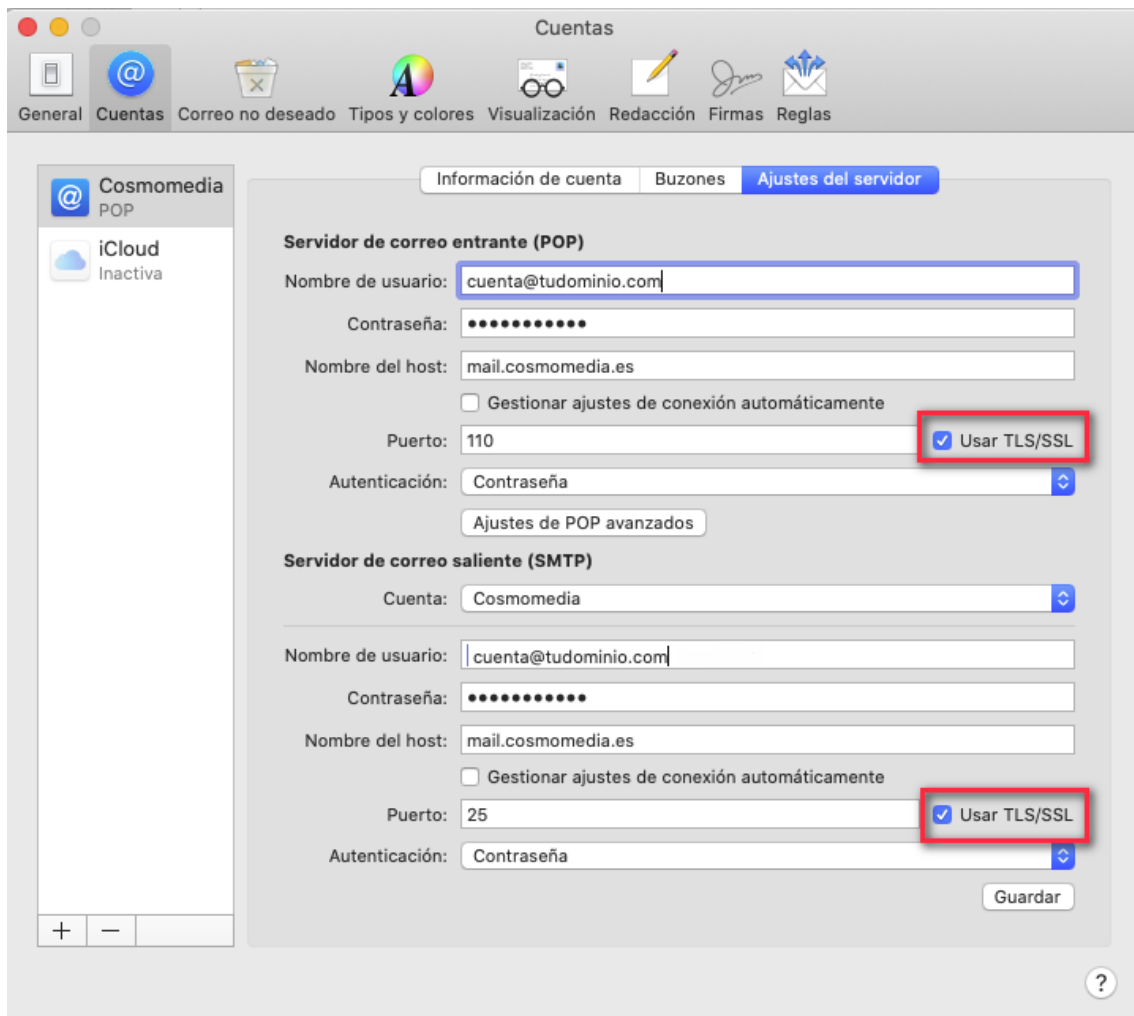 Cuentas
General Cuentas Correo no deseado Tipos y colores Visualización Redacción Firmas Reglas
Cosmomedia
POP
iCloud
Inactiva
Información de cuenta Buzones Ajustes del servidor
Servidor de correo entrante (POP)
Nombre de usuario: cuenta@tudominio.com
Contraseña: •••••••••••
Nombre del host: mail.cosmomedia.es
Gestionar ajustes de conexión automáticamente
Puerto: 110 Usar TLS/SSL
Autenticación: Contraseña
Ajustes de POP avanzados
Servidor de correo saliente (SMTP)
Cuenta: Cosmomedia
Nombre de usuario: cuenta@tudominio.com
Contraseña: •••••••••••
Nombre del host: mail.cosmomedia.es
Gestionar ajustes de conexión automáticamente
Puerto: 25 Usar TLS/SSL
Autenticación: Contraseña
Guardar
+ −
?